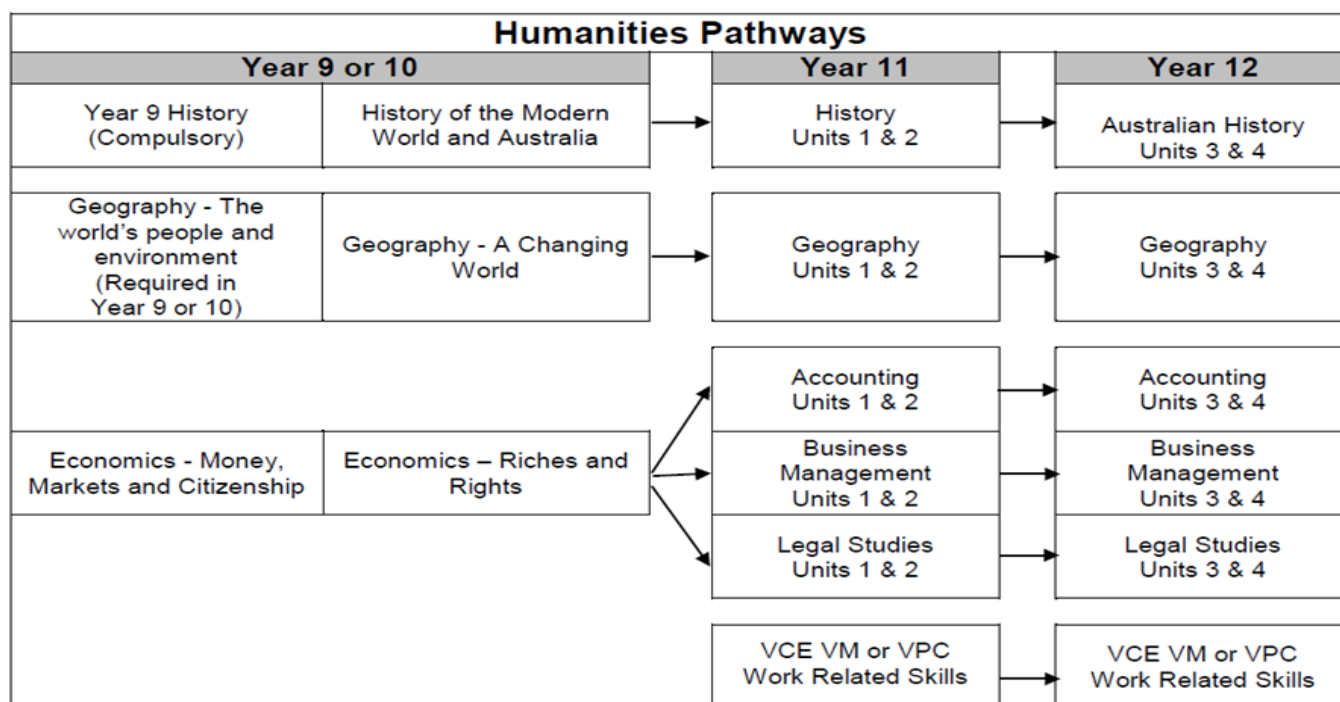 Humanities Pathways
Year 9 or 10
Year 11
Year 12
Year 9 History
(Compulsory)
History of the Modern
World and Australia
History
Units 1 & 2
Australian History
Units 3 & 4
Geography - The
world's people and
environment
(Required in
Year 9 or 10)
Geography - A Changing
World
Geography
Units 1 & 2
Geography
Units 3 & 4
Accounting
Units 1 & 2
Accounting
Units 3 & 4
Economics - Money,
Markets and Citizenship
Economics – Riches and
Rights
Business
Management
Units 1 & 2
Business
Management
Units 3 & 4
Legal Studies
Units 1 & 2
Legal Studies
Units 3 & 4
VCE VM or VPC
Work Related Skills
VCE VM or VPC
Work Related Skills